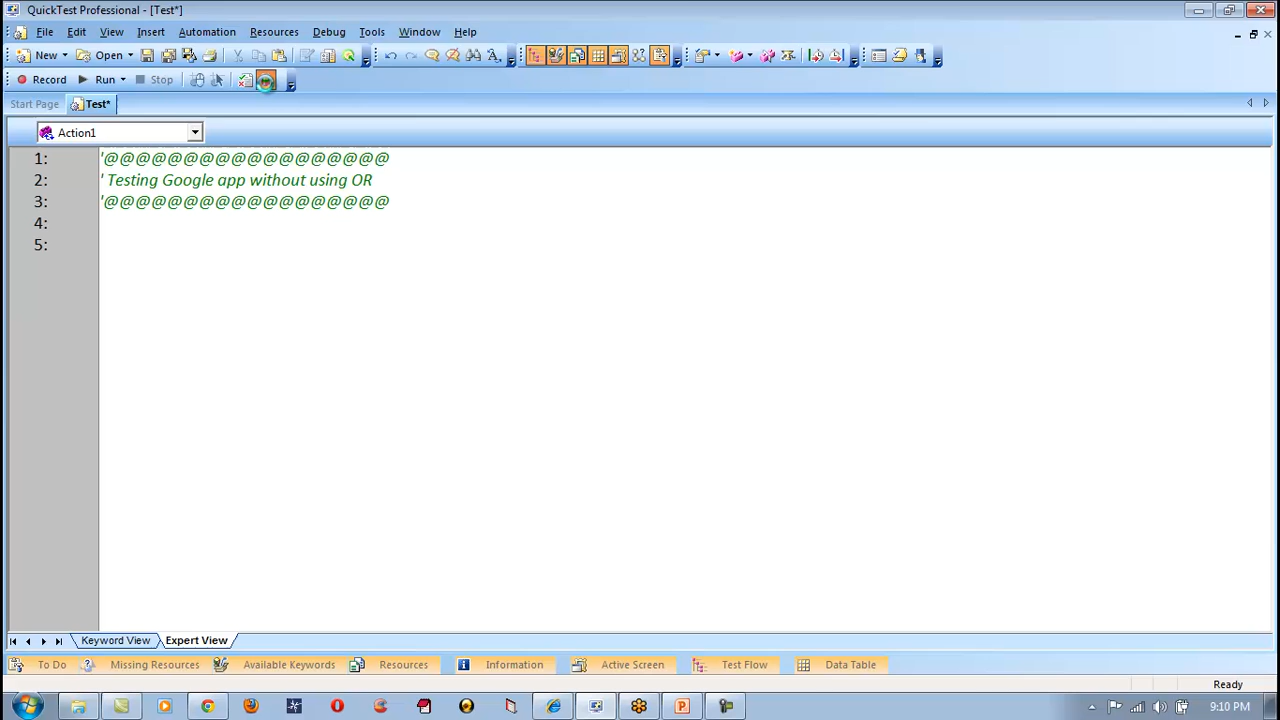 QuickTest Professional - [Test*]
File Edit View Insert Automation Resources Debug Tools Window Help
New Open
Record Run Stop
Start Page Test*
Action1
1: '@@@@@@@@@@@@@@@@@@
2: ' Testing Google app without using OR
3: '@@@@@@@@@@@@@@@@@@
4:
5:
Keyword View Expert View
To Do Missing Resources Available Keywords Resources Information Active Screen Test Flow Data Table
Ready
9:10 PM